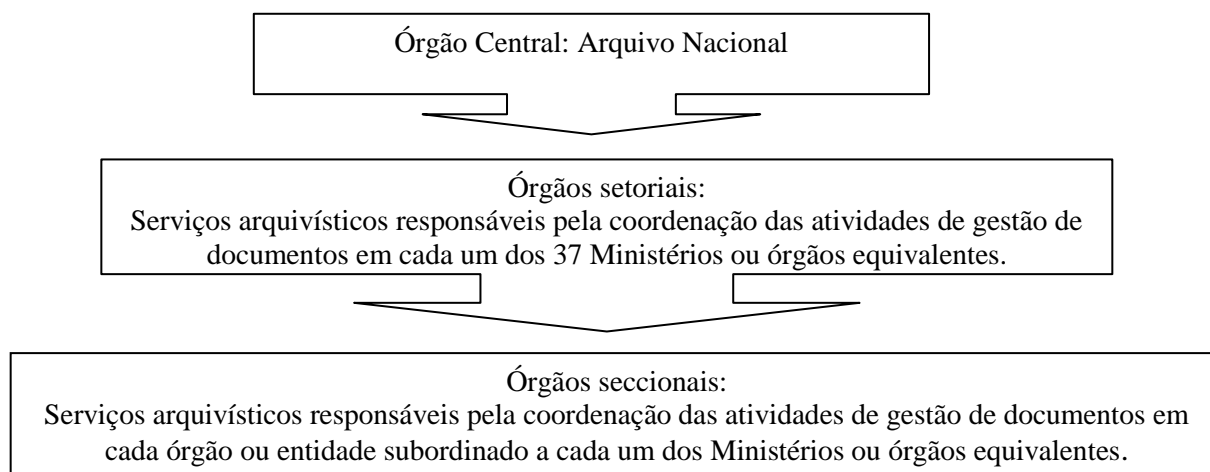 Órgão Central: Arquivo Nacional
Órgãos setoriais:
Serviços arquivísticos responsáveis pela coordenação das atividades de gestão de
documentos em cada um dos 37 Ministérios ou órgãos equivalentes.
Órgãos seccionais:
Serviços arquivísticos responsáveis pela coordenação das atividades de gestão de documentos em
cada órgão ou entidade subordinado a cada um dos Ministérios ou órgãos equivalentes.